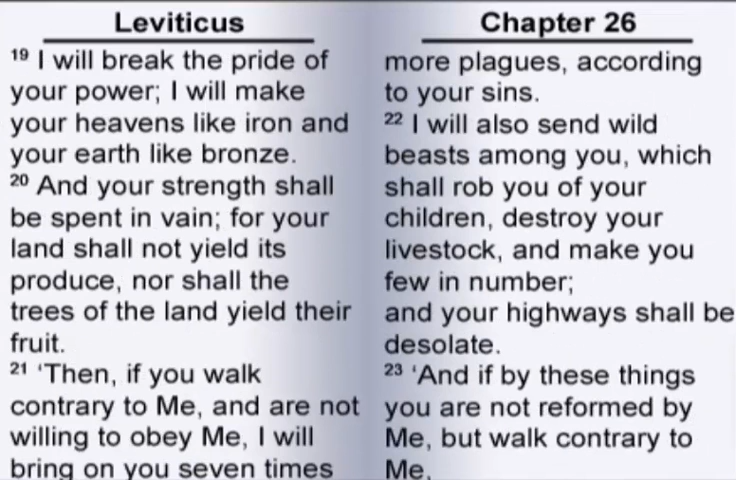 Leviticus
¹⁹ I will break the pride of
your power; I will make
your heavens like iron and
your earth like bronze.
²⁰ And your strength shall
be spent in vain; for your
land shall not yield its
produce, nor shall the
trees of the land yield their
fruit.
²¹ ‘Then, if you walk
contrary to Me, and are not
willing to obey Me, I will
bring on you seven times
Chapter 26
more plagues, according
to your sins.
²² I will also send wild
beasts among you, which
shall rob you of your
children, destroy your
livestock, and make you
few in number;
and your highways shall be
desolate.
²³ ‘And if by these things
you are not reformed by
Me, but walk contrary to
Me,